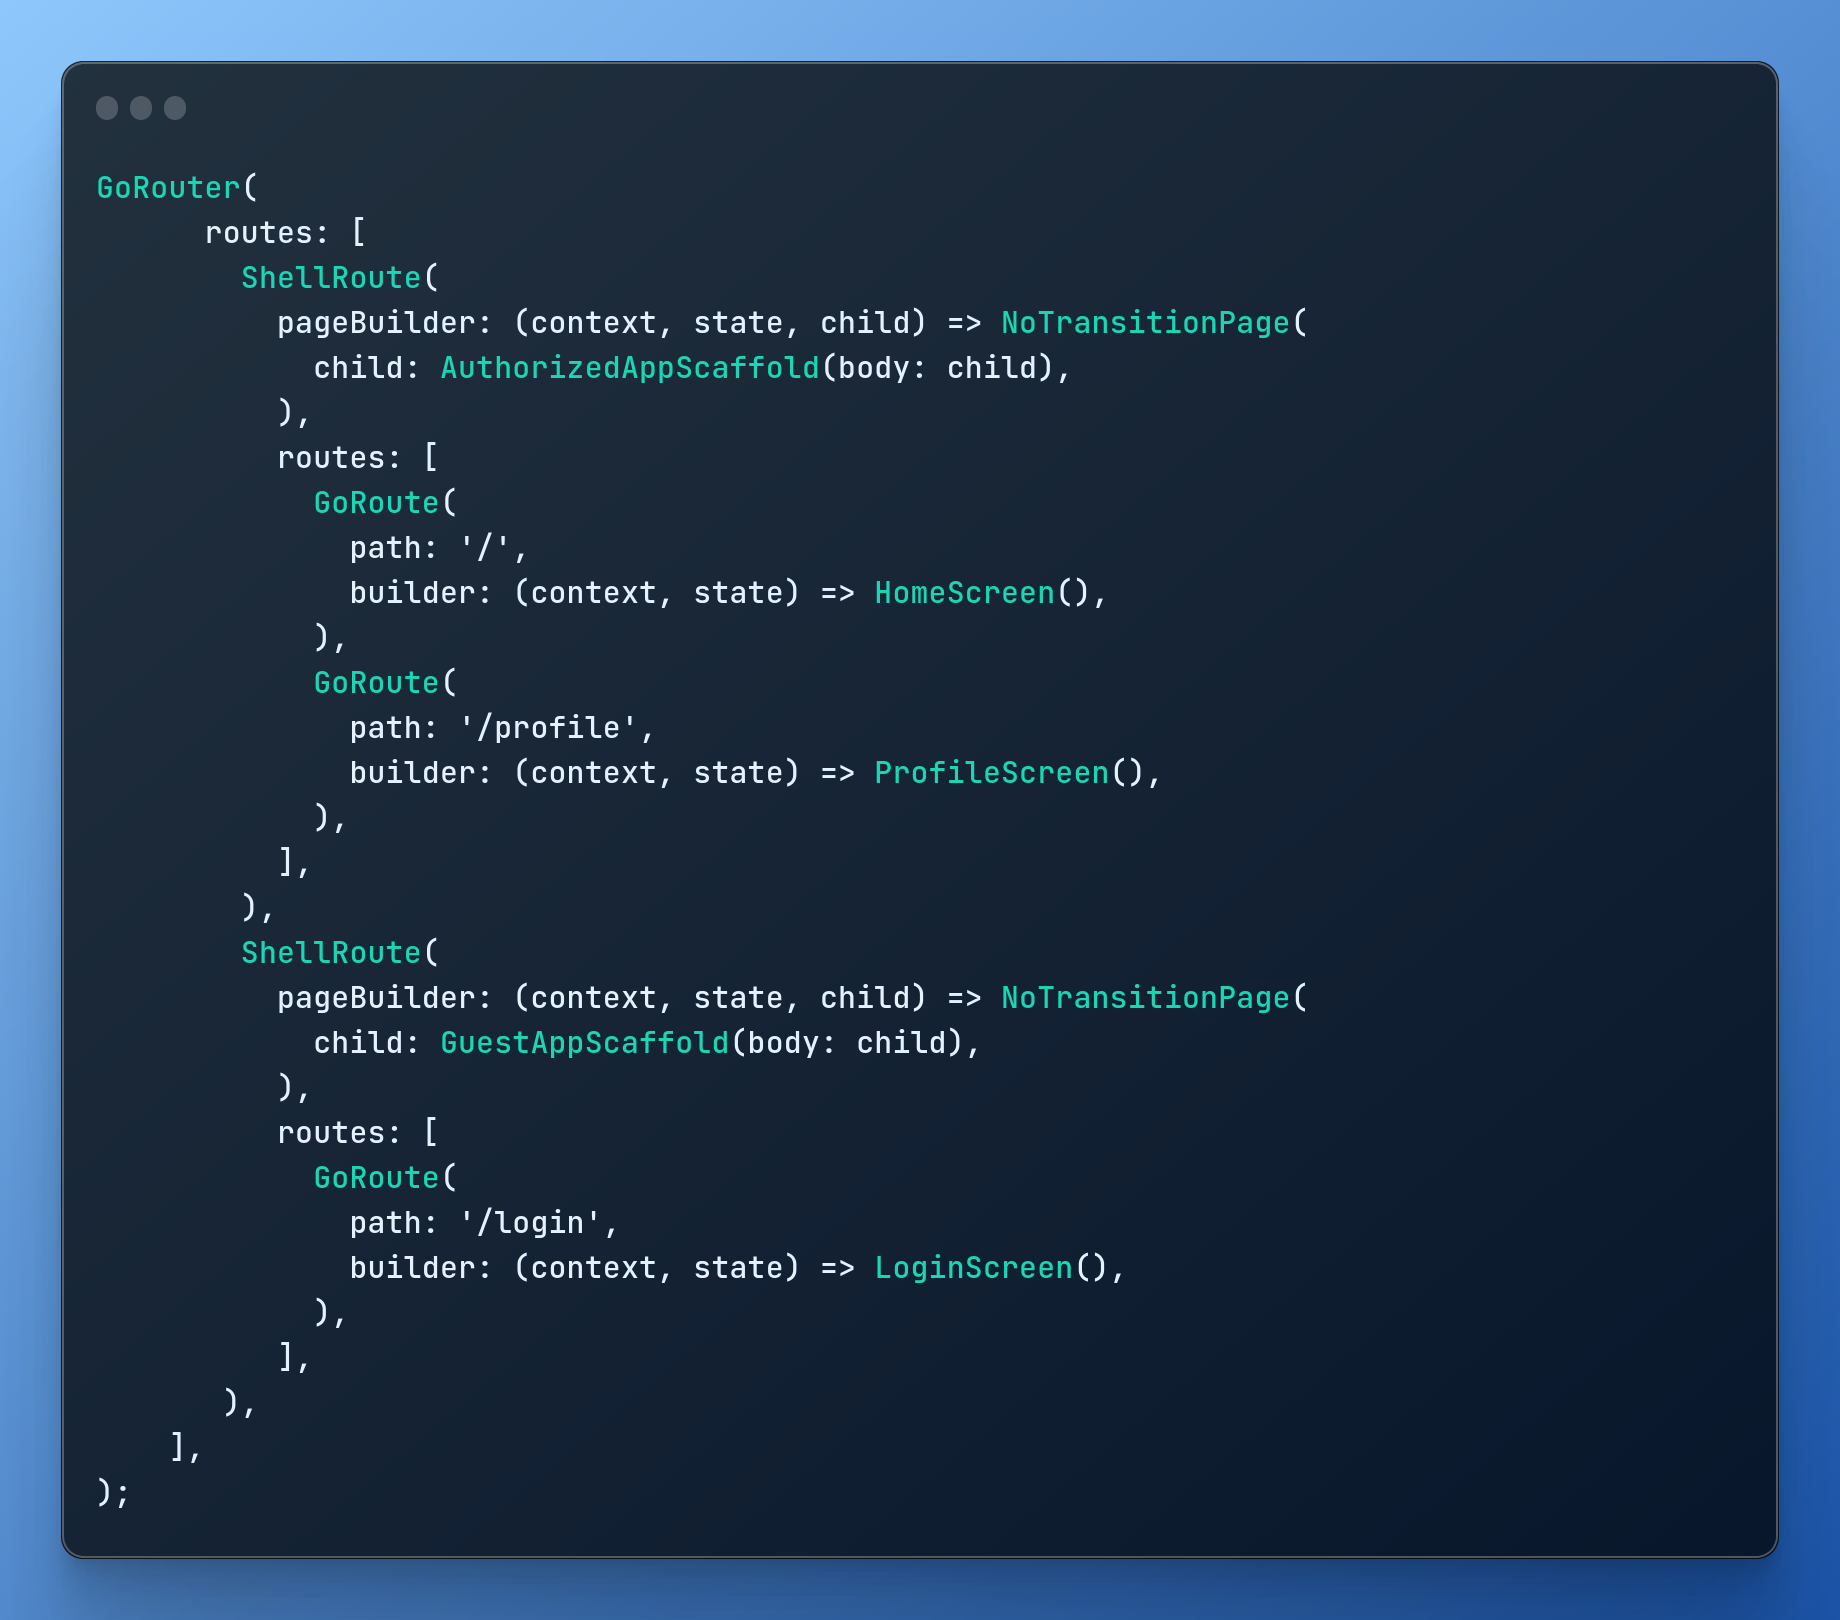 GoRouter(
      routes: [
        ShellRoute(
          pageBuilder: (context, state, child) => NoTransitionPage(
            child: AuthorizedAppScaffold(body: child),
          ),
          routes: [
            GoRoute(
              path: '/',
              builder: (context, state) => HomeScreen(),
            ),
            GoRoute(
              path: '/profile',
              builder: (context, state) => ProfileScreen(),
            ),
          ],
        ),
        ShellRoute(
          pageBuilder: (context, state, child) => NoTransitionPage(
            child: GuestAppScaffold(body: child),
          ),
          routes: [
            GoRoute(
              path: '/login',
              builder: (context, state) => LoginScreen(),
            ),
          ],
       ),
    ],
);